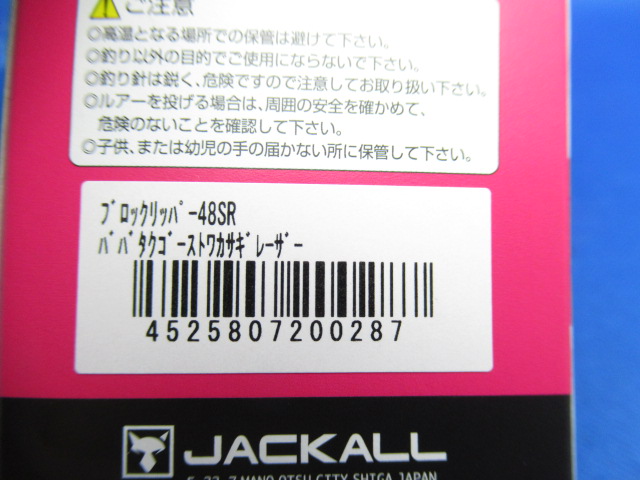 ご注意
◎高温となる場所での保管は避けて下さい。
◎釣り以外の目的でご使用にならないで下さい。
◎釣り針は鋭く、危険ですので注意してお取り扱い下さい。
◎ルアーを投げる場合は、周囲の安全を確かめて、
危険のないことを確認して下さい。
◎子供、または幼児の手の届かない所に保管して下さい。
ﾌﾞﾛｯｸﾘｯﾊﾟｰ48SR
ﾊﾞﾊﾞﾀｸｺﾞｰｽﾄﾜｶｻｷﾞﾚｰｻﾞｰ
4525807200287
JACKALL
5-22-7 MANO OTSU CITY SHIGA JAPAN